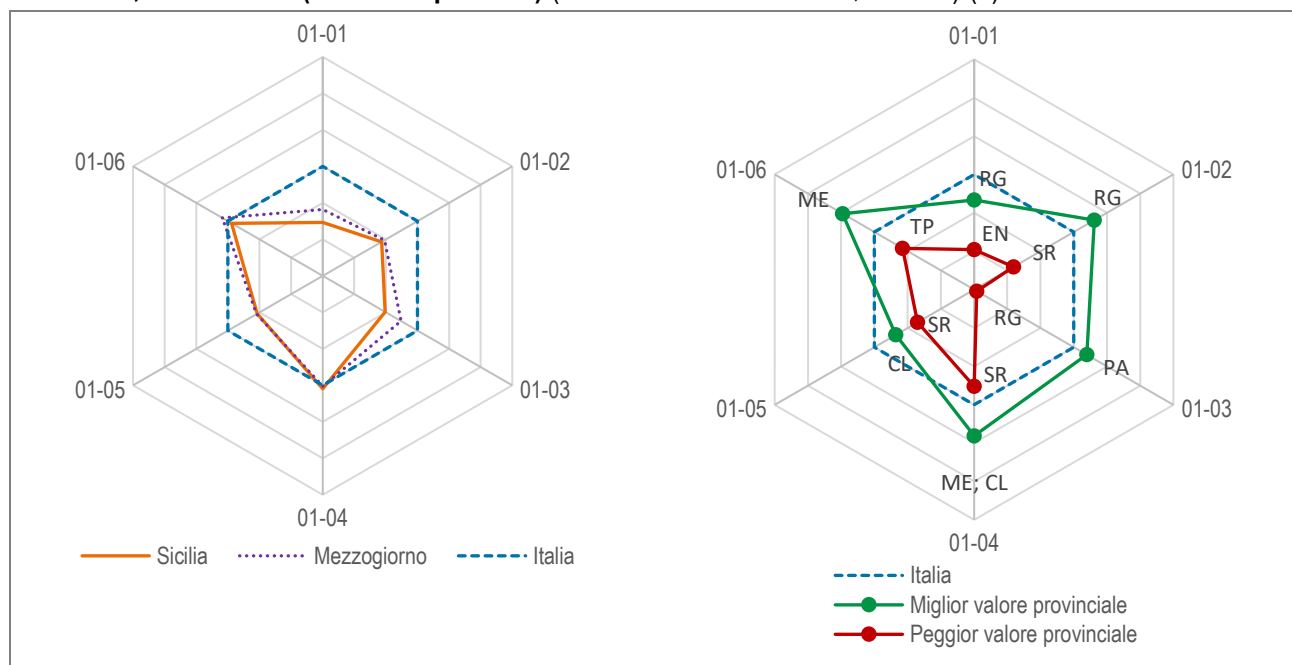 01-01
01-06
01-02
01-05
01-03
01-04
Sicilia
Mezzogiorno
Italia
01-01
01-06
01-02
RG
ME
RG
TP
EN
SR
RG
SR
CL
SR
PA
01-05
01-03
ME; CL
01-04
Italia
Miglior valore provinciale
Peggior valore provinciale